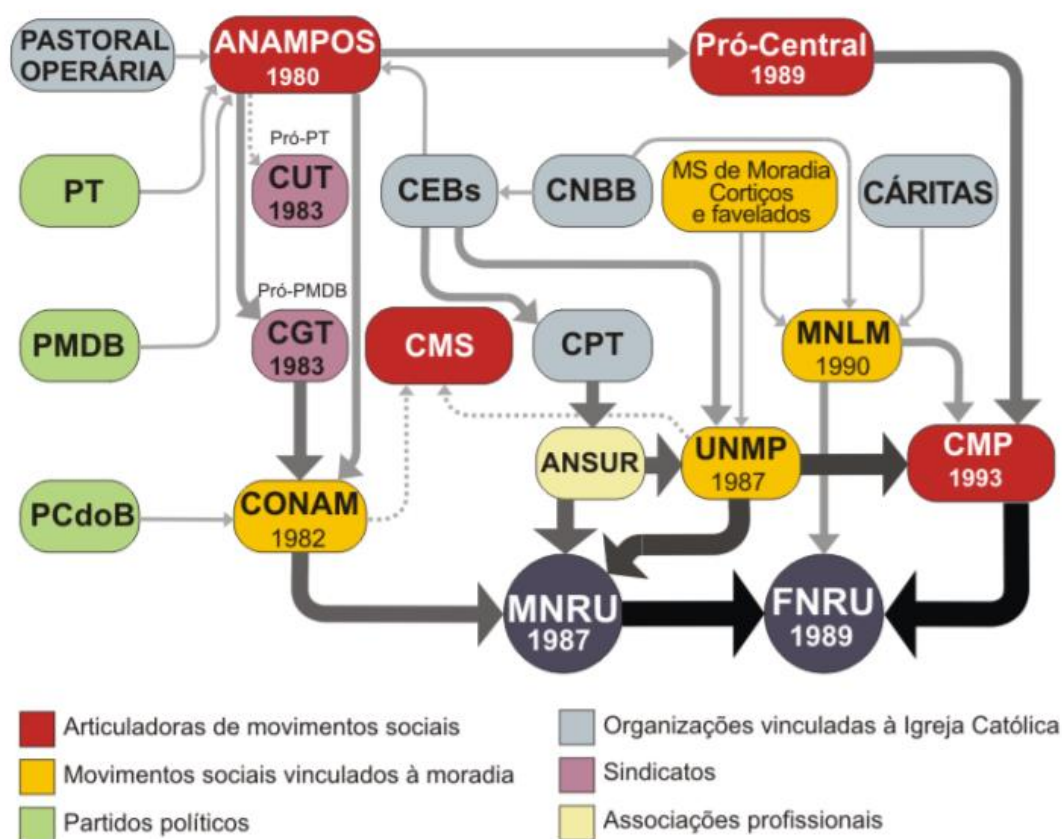 PASTORAL
OPERÁRIA
ANAMPOS
1980
Pró-Central
1989
Pró-PT
PT
CUT
1983
CEBs
CNBB
MS de Moradia
Cortiços
e favelados
CÁRITAS
Pró-PMDB
PMDB
CGT
1983
CMS
CPT
MNLM
1990
ANSUR
UNMP
1987
CMP
1993
PCdoB
CONAM
1982
MNRU
1987
FNRU
1989
Articuladoras de movimentos sociais
Movimentos sociais vinculados à moradia
Partidos políticos
Organizações vinculadas à Igreja Católica
Sindicatos
Associações profissionais